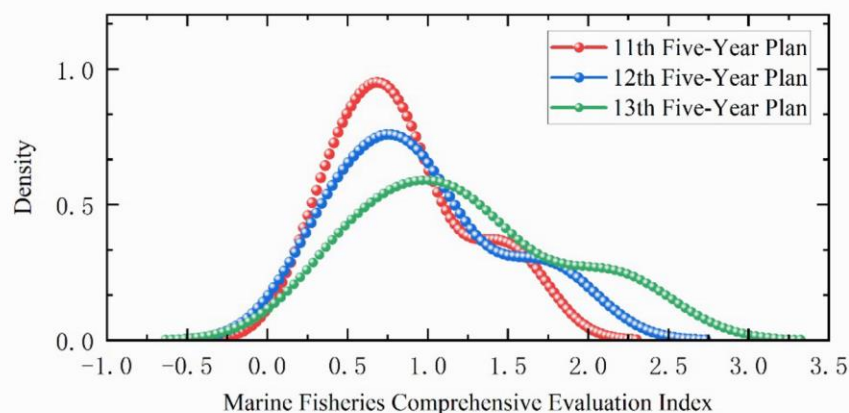 11th Five-Year Plan
12th Five-Year Plan
13th Five-Year Plan
1.0
0.5
0.0
Density
-1.0 -0.5 0.0 0.5 1.0 1.5 2.0 2.5 3.0 3.5
Marine Fisheries Comprehensive Evaluation Index